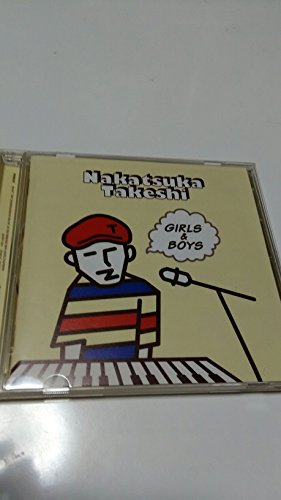 Nakatsuka
Takeshi
GIRLS
&
BOYS
T